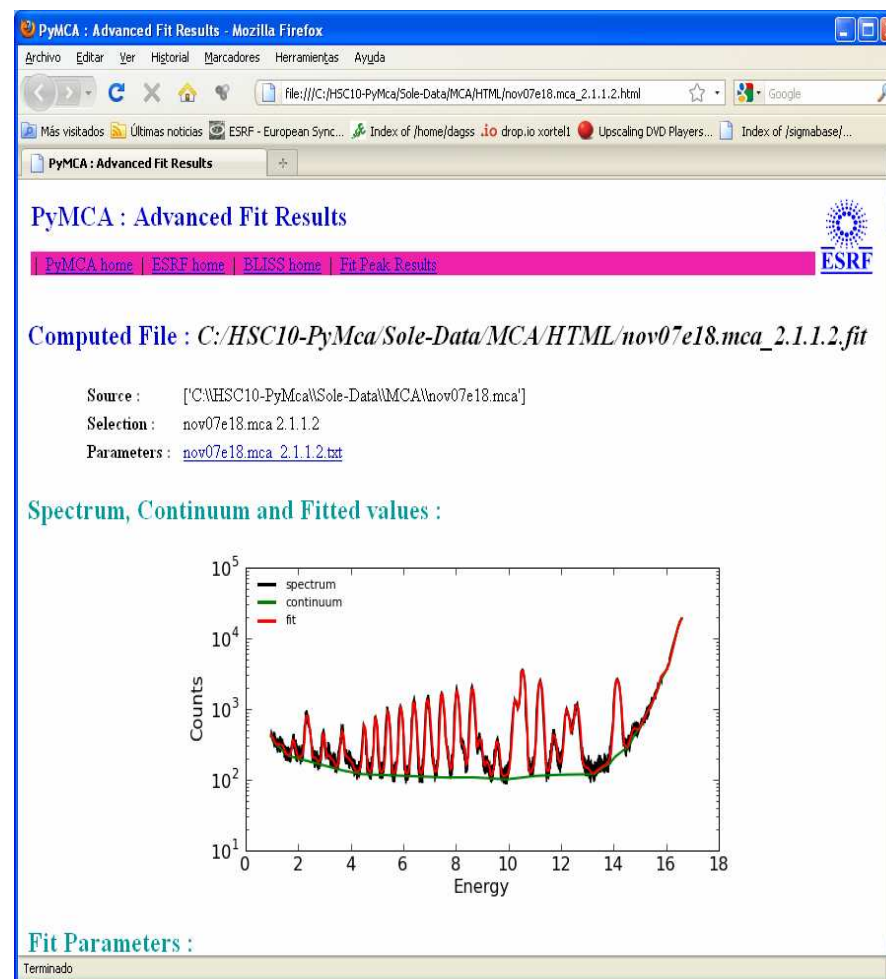 PyMCA : Advanced Fit Results - Mozilla Firefox
Archivo Editar Ver Historial Marcadores Herramientas Ayuda
file:///C:/HSC10-PyMca/Sole-Data/MCA/HTML/nov07e18.mca_2.1.1.2.html Google
Más visitados Últimas noticias ESRF - European Sync... Index of /home/dagss .io drop.io xortel1 Upscaling DVD Players... Index of /sigmabase/...
PyMCA : Advanced Fit Results
PyMCA : Advanced Fit Results
ESRF
| PyMCA home | ESRF home | BLISS home | Fit Peak Results
Computed File : C:/HSC10-PyMca/Sole-Data/MCA/HTML/nov07e18.mca_2.1.1.2.fit
Source : ['C:\\HSC10-PyMca\\Sole-Data\\MCA\\nov07e18.mca']
Selection : nov07e18.mca 2.1.1.2
Parameters : nov07e18.mca_2.1.1.2.txt
Spectrum, Continuum and Fitted values :
10^5
spectrum
continuum
fit
10^4
10^3
Counts
10^2
10^1
0 2 4 6 8 10 12 14 16 18
Energy
Fit Parameters :
Terminado